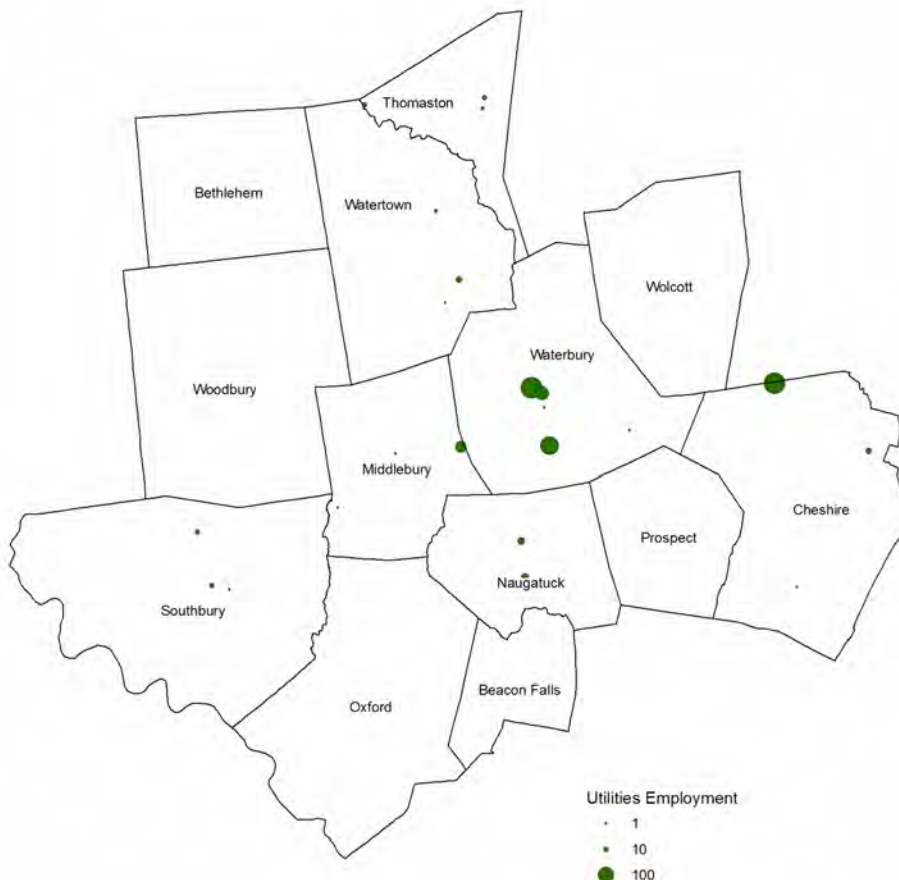 Thomaston
Bethlehem
Watertown
Wolcott
Waterbury
Woodbury
Middlebury
Cheshire
Prospect
Naugatuck
Southbury
Beacon Falls
Oxford
Utilities Employment
1
10
100